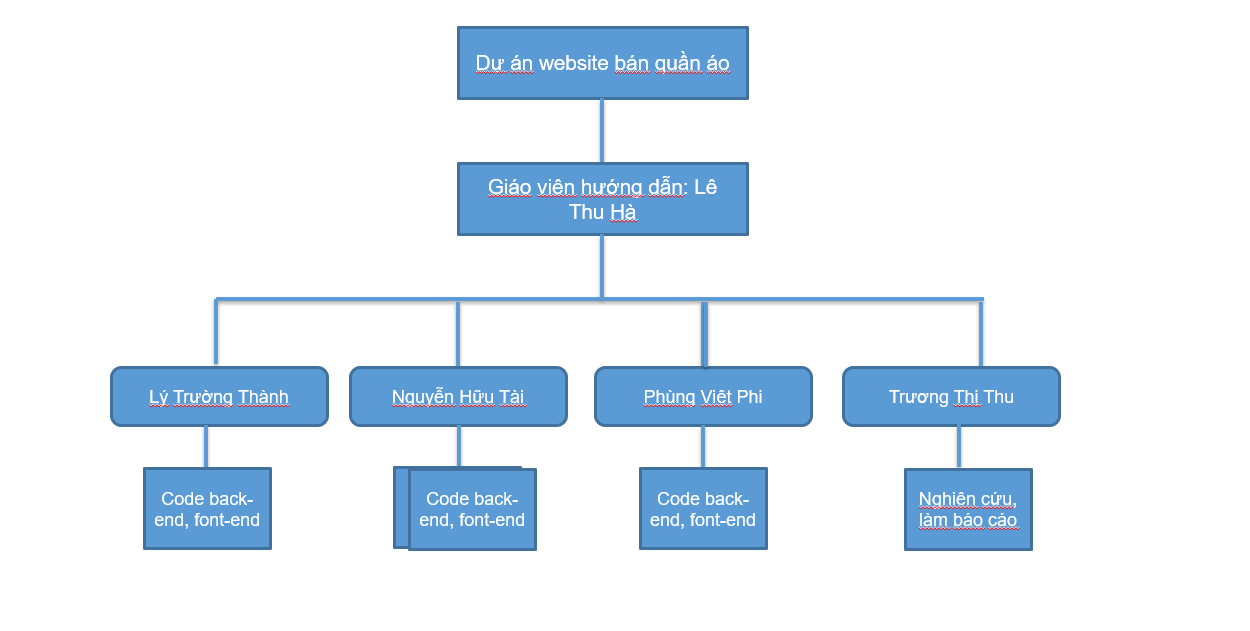 Dự án website bán quần áo
Giáo viên hướng dẫn: Lê
Thu Hà
Lý Trường Thành
Nguyễn Hữu Tài
Phùng Việt Phi
Trương Thi Thu
Code back-
end, font-end
Code back-
end, font-end
Code back-
end, font-end
Nghiên cứu,
làm báo cáo